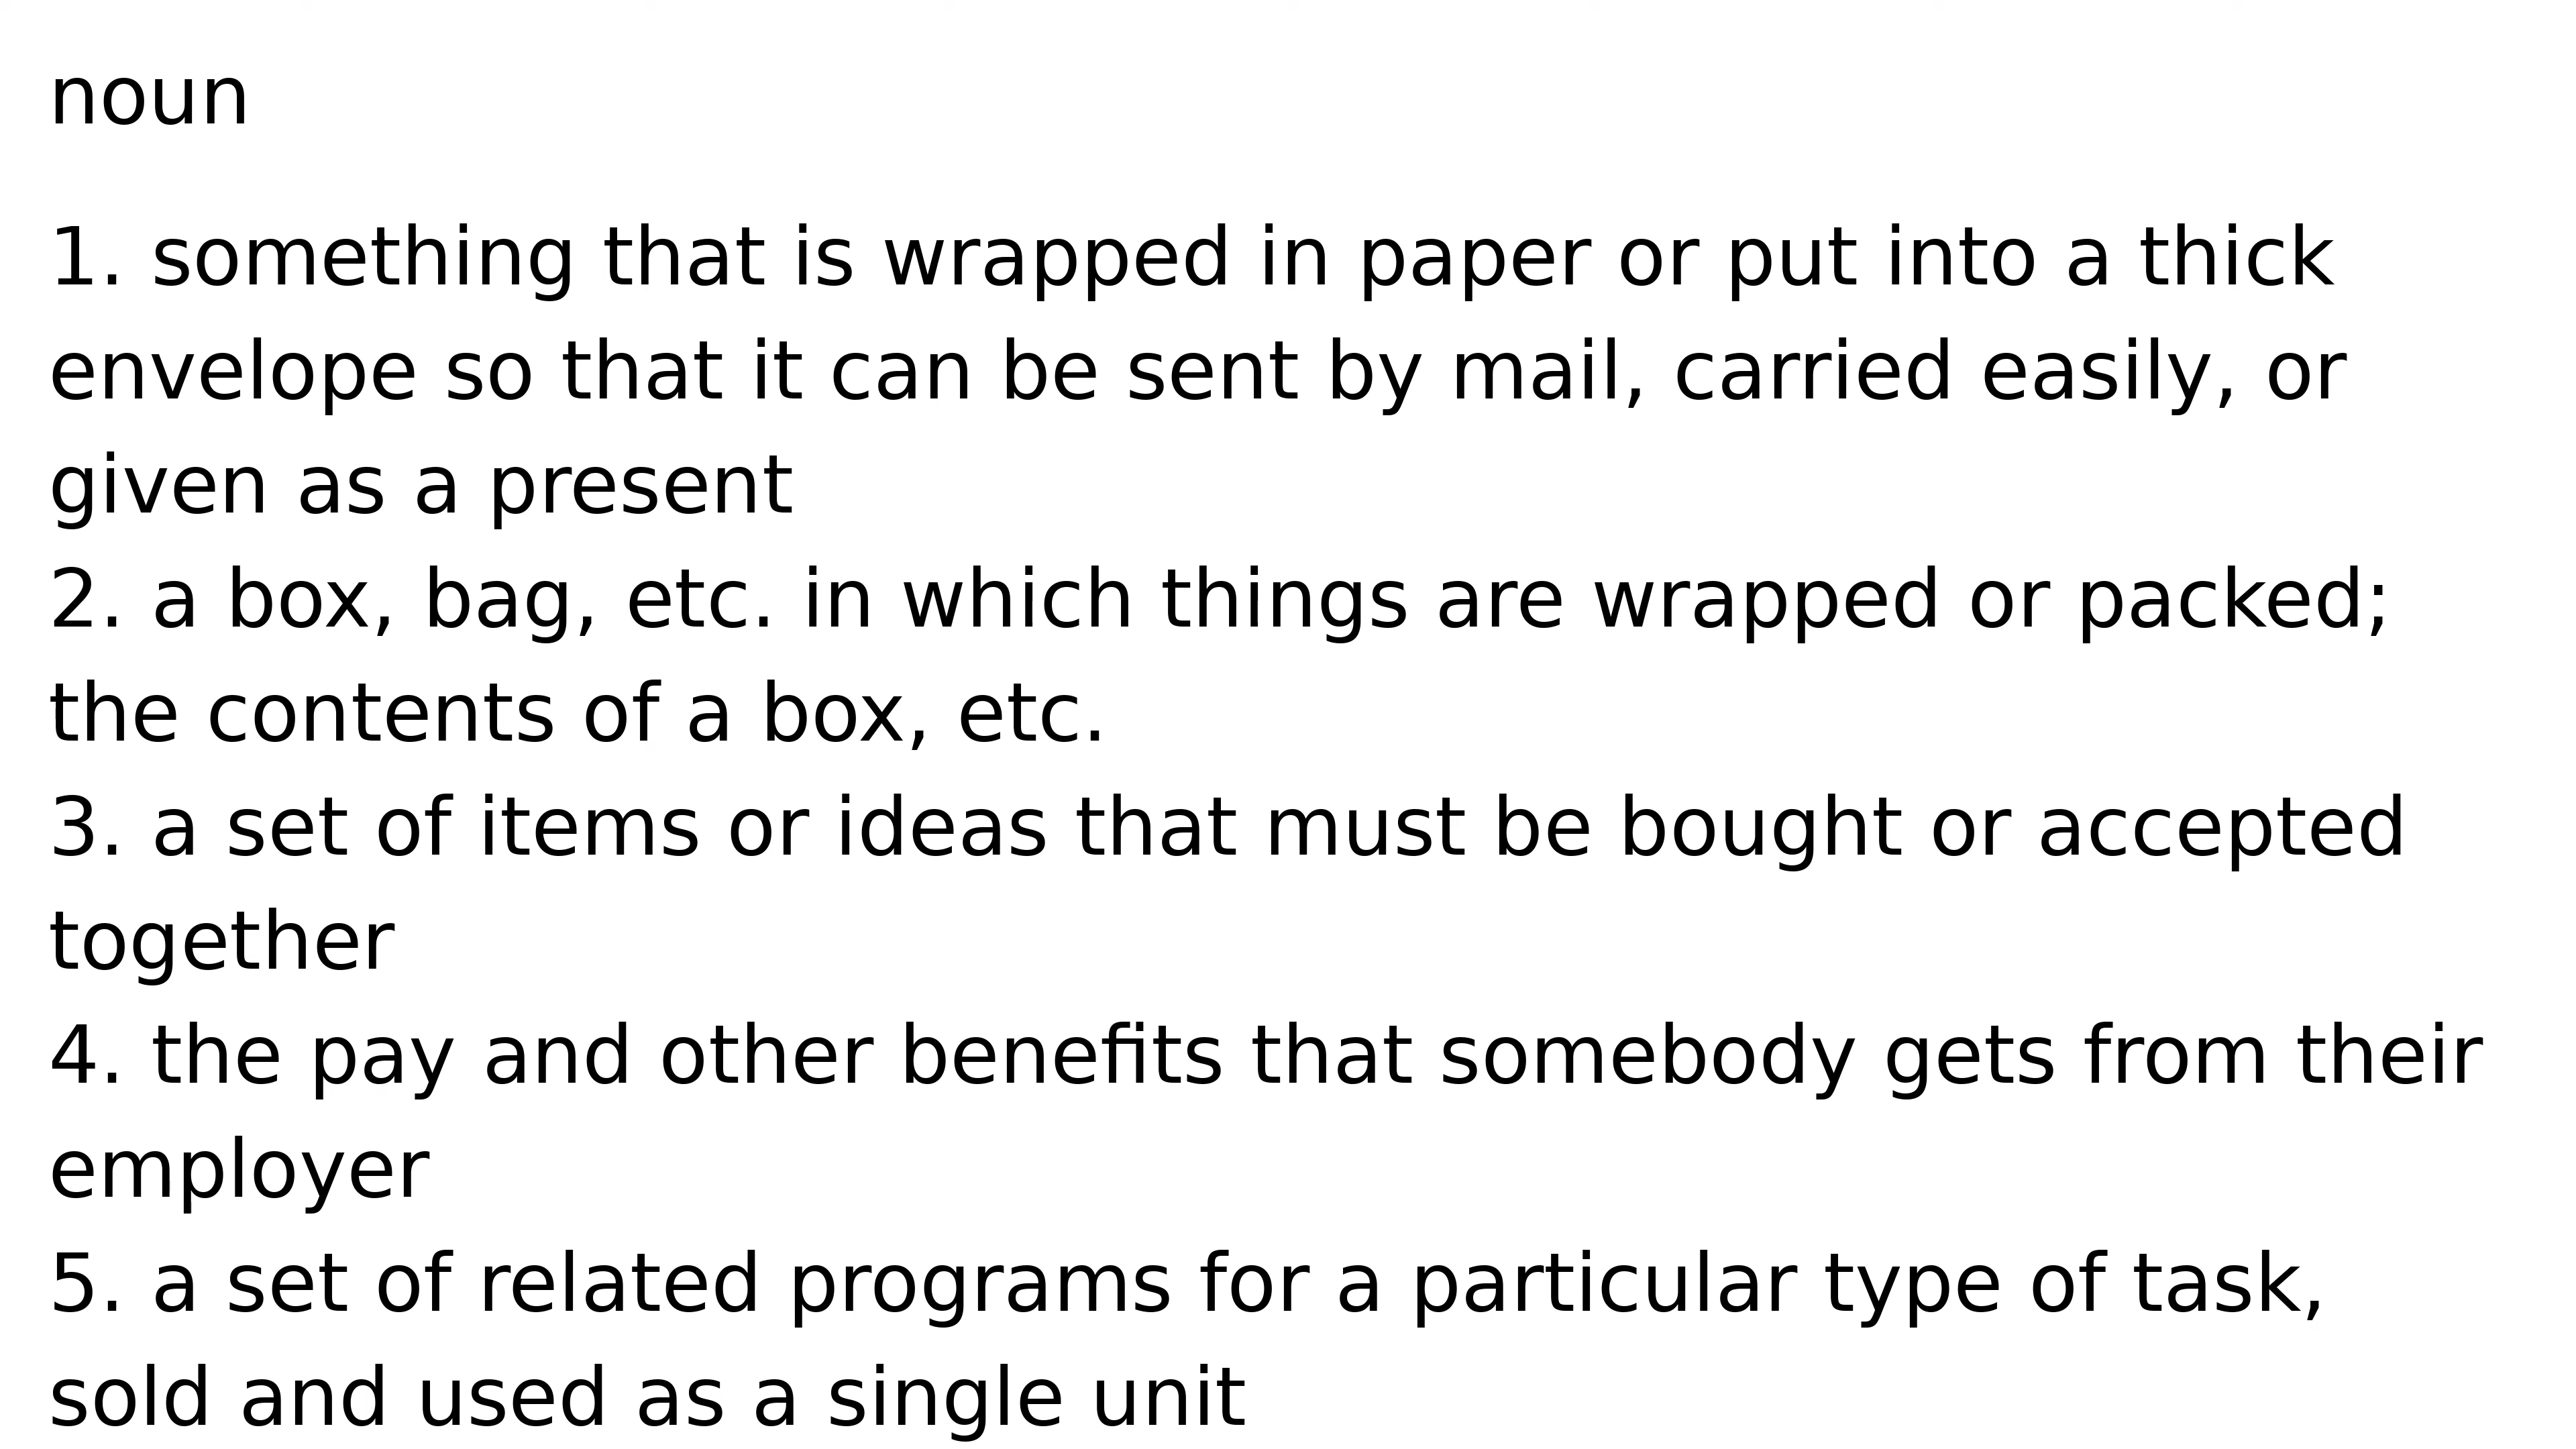 noun
1. something that is wrapped in paper or put into a thick
envelope so that it can be sent by mail, carried easily, or
given as a present
2. a box, bag, etc. in which things are wrapped or packed;
the contents of a box, etc.
3. a set of items or ideas that must be bought or accepted
together
4. the pay and other benefits that somebody gets from their
employer
5. a set of related programs for a particular type of task,
sold and used as a single unit